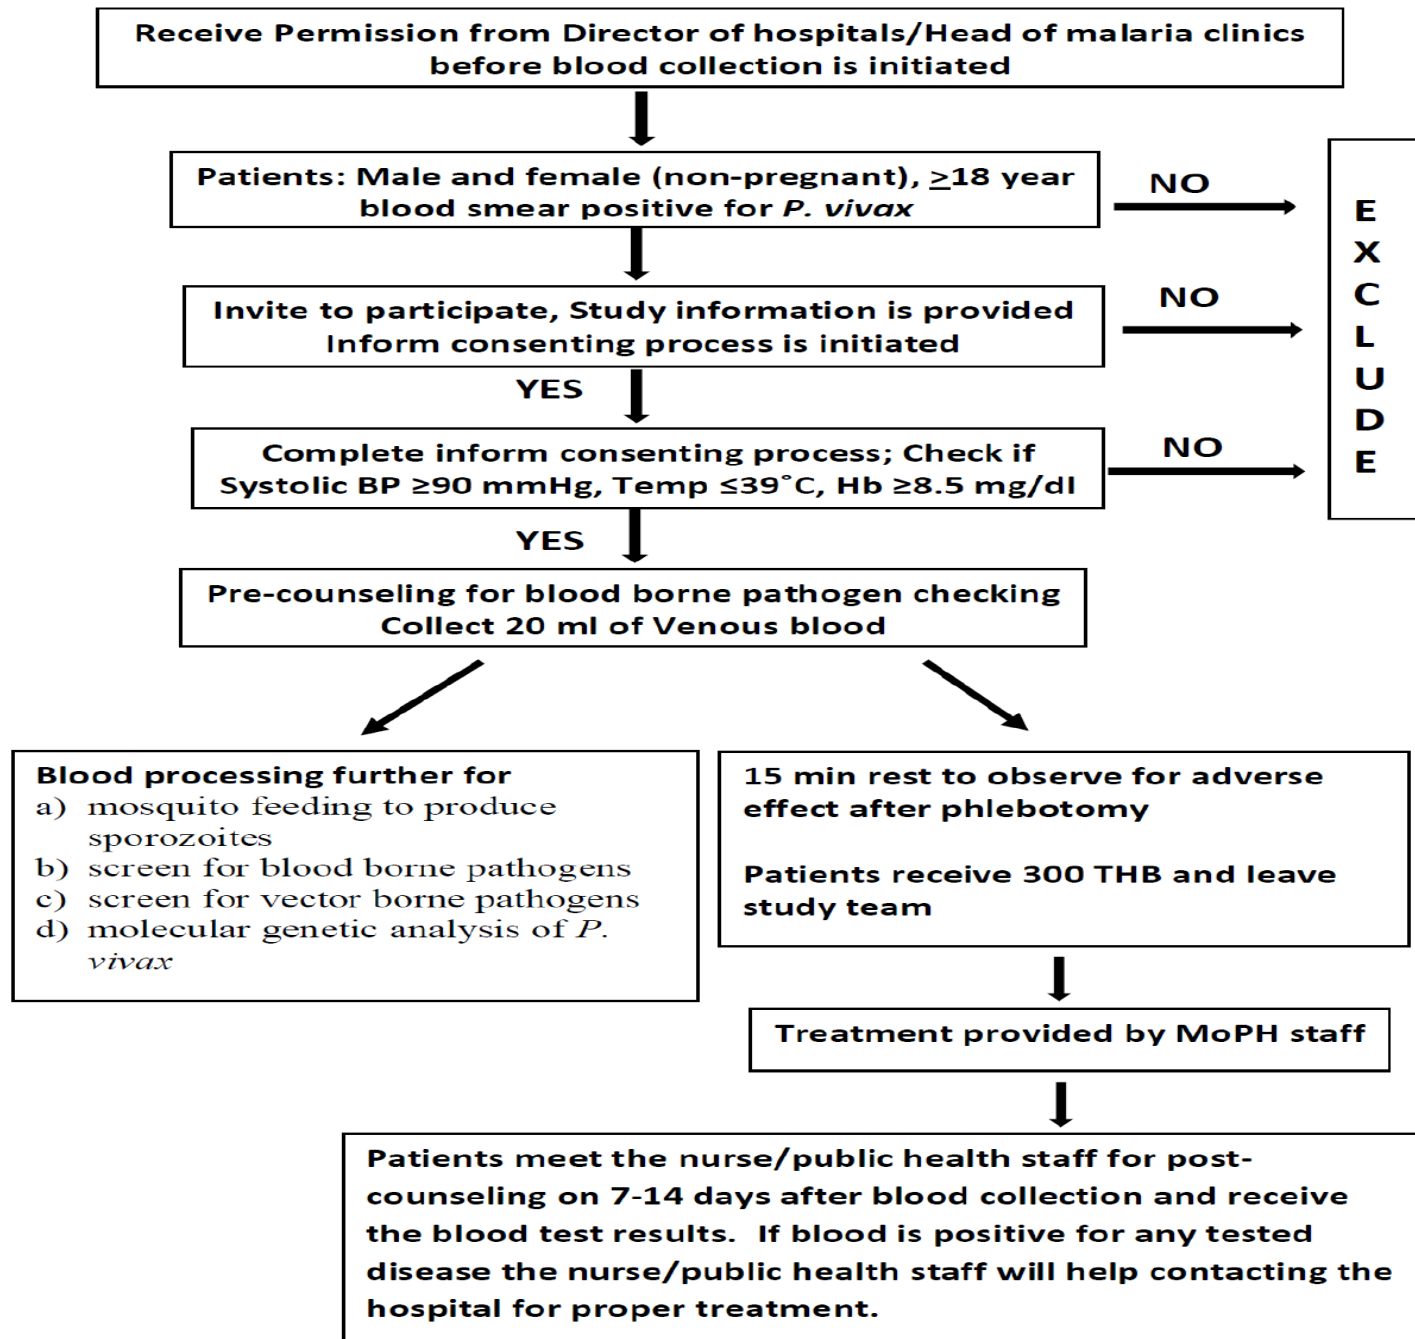 Receive Permission from Director of hospitals/Head of malaria clinics
before blood collection is initiated
Patients: Male and female (non-pregnant), ≥18 year
blood smear positive for P. vivax
NO
Invite to participate, Study information is provided
Inform consenting process is initiated
NO
YES
Complete inform consenting process; Check if
Systolic BP ≥90 mmHg, Temp ≤39˚C, Hb ≥8.5 mg/dl
NO
YES
E
X
C
L
U
D
E
Pre-counseling for blood borne pathogen checking
Collect 20 ml of Venous blood
Blood processing further for
a) mosquito feeding to produce
sporozoites
b) screen for blood borne pathogens
c) screen for vector borne pathogens
d) molecular genetic analysis of P.
vivax
15 min rest to observe for adverse
effect after phlebotomy
Patients receive 300 THB and leave
study team
Treatment provided by MoPH staff
Patients meet the nurse/public health staff for post-
counseling on 7-14 days after blood collection and receive
the blood test results.  If blood is positive for any tested
disease the nurse/public health staff will help contacting the
hospital for proper treatment.